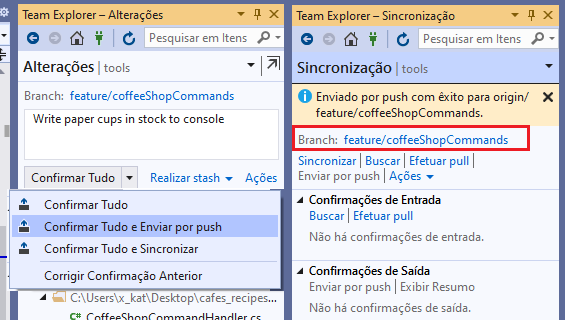 Team Explorer – Alterações
Pesquisar em Itens
Alterações | tools
Branch: feature/coffeeShopCommands
Write paper cups in stock to console
Confirmar Tudo
Realizar stash
Ações
Confirmar Tudo
Confirmar Tudo e Enviar por push
Confirmar Tudo e Sincronizar
Corrigir Confirmação Anterior
C:\Users\x_kat\Desktop\cafes_recipes...
C# CoffeeShopCommandHandler.cs
Team Explorer – Sincronização
Pesquisar em Itens
Sincronização | tools
Enviado por push com êxito para origin/
feature/coffeeShopCommands.
Branch: feature/coffeeShopCommands
Sincronizar | Buscar | Efetuar pull |
Enviar por push | Ações
Confirmações de Entrada
Buscar | Efetuar pull
Não há confirmações de entrada.
Confirmações de Saída
Enviar por push | Exibir Resumo
Não há confirmações de saída.